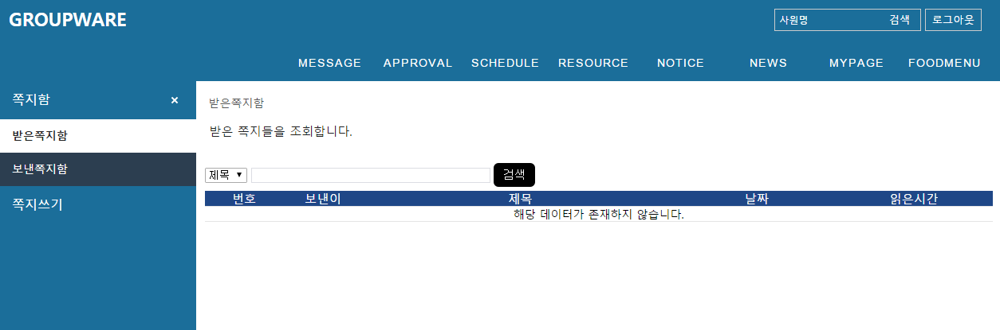 GROUPWARE
사원명 검색 로그아웃
MESSAGE APPROVAL SCHEDULE RESOURCE NOTICE NEWS MYPAGE FOODMENU
쪽지함 ×
받은쪽지함
보낸쪽지함
쪽지쓰기
받은쪽지함
받은 쪽지들을 조회합니다.
제목 ▼ 검색
번호 보낸이 제목 날짜 읽은시간
해당 데이터가 존재하지 않습니다.